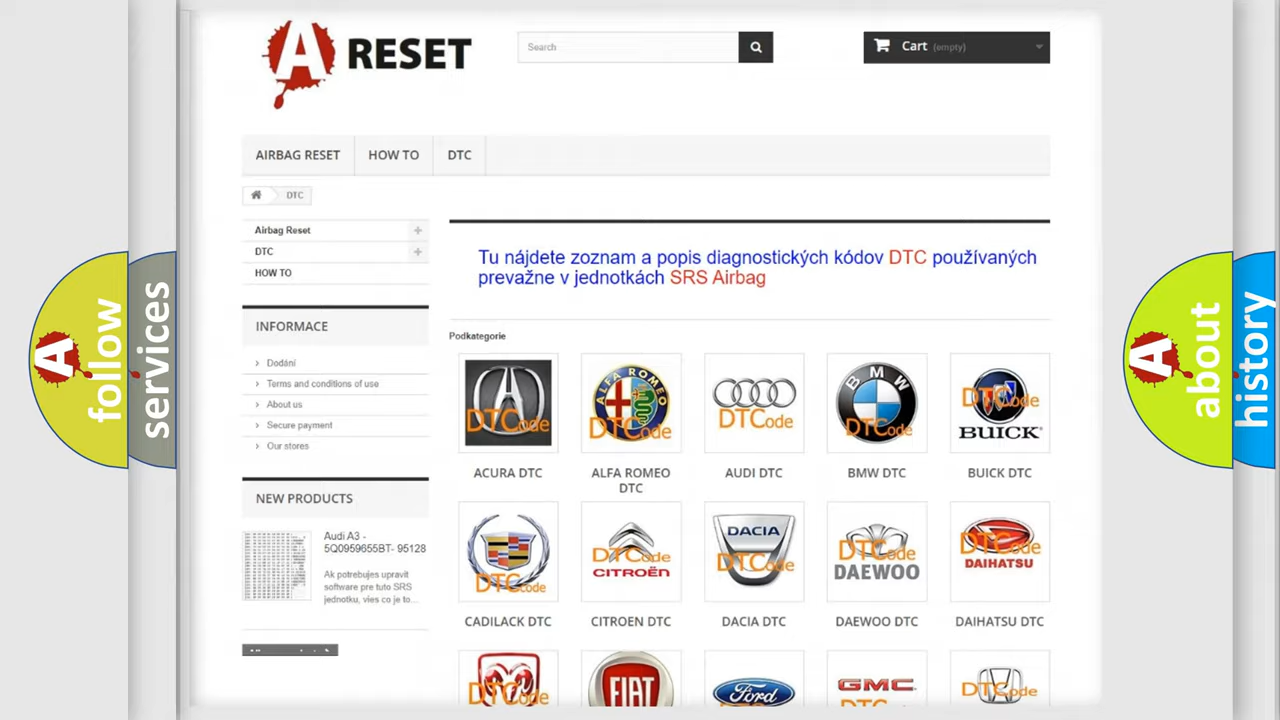 A RESET
Search
Cart (empty)
AIRBAG RESET
HOW TO
DTC
DTC
Airbag Reset
DTC
HOW TO
Tu nájdete zoznam a popis diagnostických kódov DTC používaných
prevažne v jednotkách SRS Airbag
INFORMACE
Dodání
Terms and conditions of use
About us
Secure payment
Our stores
NEW PRODUCTS
Audi A3 -
5Q0959655BT- 95128
Ak potrebujes upravit
software pre tuto SRS
jednotku, vies co je to...
Podkategorie
DTCode
ALFA ROMEO
DTCode
DTCode
BMW
DTCode
DTCode
BUICK
ACURA DTC
ALFA ROMEO
DTC
AUDI DTC
BMW DTC
BUICK DTC
DTCode
DTCode
CITROËN
DACIA
DTCode
DTCode
DAEWOO
DTCode
DAIHATSU
CADILACK DTC
CITROEN DTC
DACIA DTC
DAEWOO DTC
DAIHATSU DTC
DTCode
FIAT
Ford
GMC
DTCode
A
follow
services
A
about
history